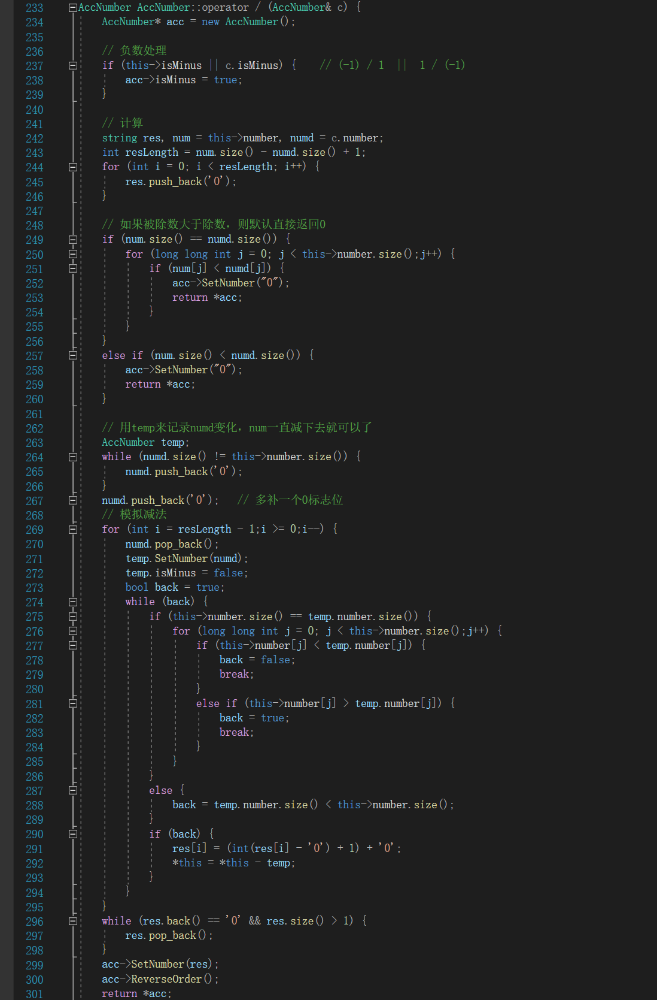 233 AccNumber AccNumber::operator / (AccNumber& c) {
234     AccNumber* acc = new AccNumber();
235
236     // 负数处理
237     if (this->isMinus || c.isMinus) {    // (-1) / 1  ||  1 / (-1)
238         acc->isMinus = true;
239     }
240
241     // 计算
242     string res, num = this->number, numd = c.number;
243     int resLength = num.size() - numd.size() + 1;
244     for (int i = 0; i < resLength; i++) {
245         res.push_back('0');
246     }
247
248     // 如果被除数大于除数，则默认直接返回0
249     if (num.size() == numd.size()) {
250         for (long long int j = 0; j < this->number.size();j++) {
251             if (num[j] < numd[j]) {
252                 acc->SetNumber("0");
253                 return *acc;
254             }
255         }
256     }
257     else if (num.size() < numd.size()) {
258         acc->SetNumber("0");
259         return *acc;
260     }
261
262     // 用temp来记录numd变化，num一直减下去就可以了
263     AccNumber temp;
264     while (numd.size() != this->number.size()) {
265         numd.push_back('0');
266     }
267     numd.push_back('0');   // 多补一个0标志位
268     // 模拟减法
269     for (int i = resLength - 1;i >= 0;i--) {
270         numd.pop_back();
271         temp.SetNumber(numd);
272         temp.isMinus = false;
273         bool back = true;
274         while (back) {
275             if (this->number.size() == temp.number.size()) {
276                 for (long long int j = 0; j < this->number.size();j++) {
277                     if (this->number[j] < temp.number[j]) {
278                         back = false;
279                         break;
280                     }
281                     else if (this->number[j] > temp.number[j]) {
282                         back = true;
283                         break;
284                     }
285                 }
286             }
287             else {
288                 back = temp.number.size() < this->number.size();
289             }
290             if (back) {
291                 res[i] = (int(res[i] - '0') + 1) + '0';
292                 *this = *this - temp;
293             }
294         }
295     }
296     while (res.back() == '0' && res.size() > 1) {
297         res.pop_back();
298     }
299     acc->SetNumber(res);
300     acc->ReverseOrder();
301     return *acc;